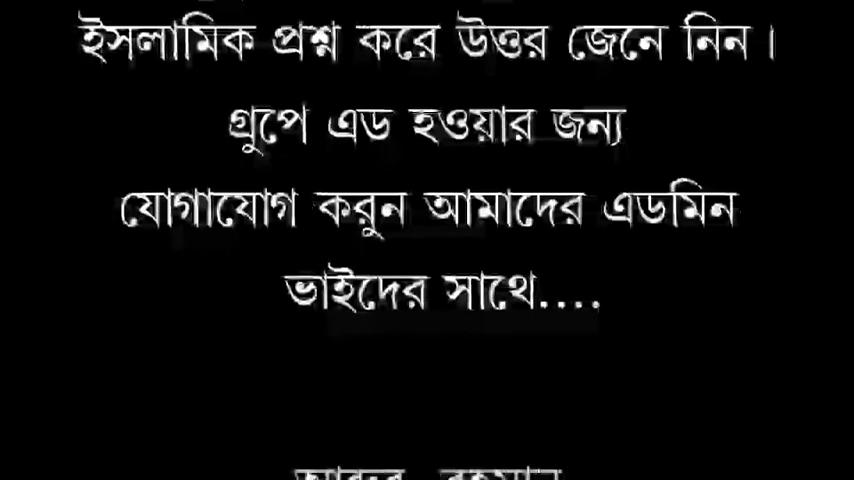 ইসলামিক প্রশ্ন করে উত্তর জেনে নিন।
গ্রুপে এড হওয়ার জন্য
যোগাযোগ করুন আমাদের এডমিন
ভাইদের সাথে....